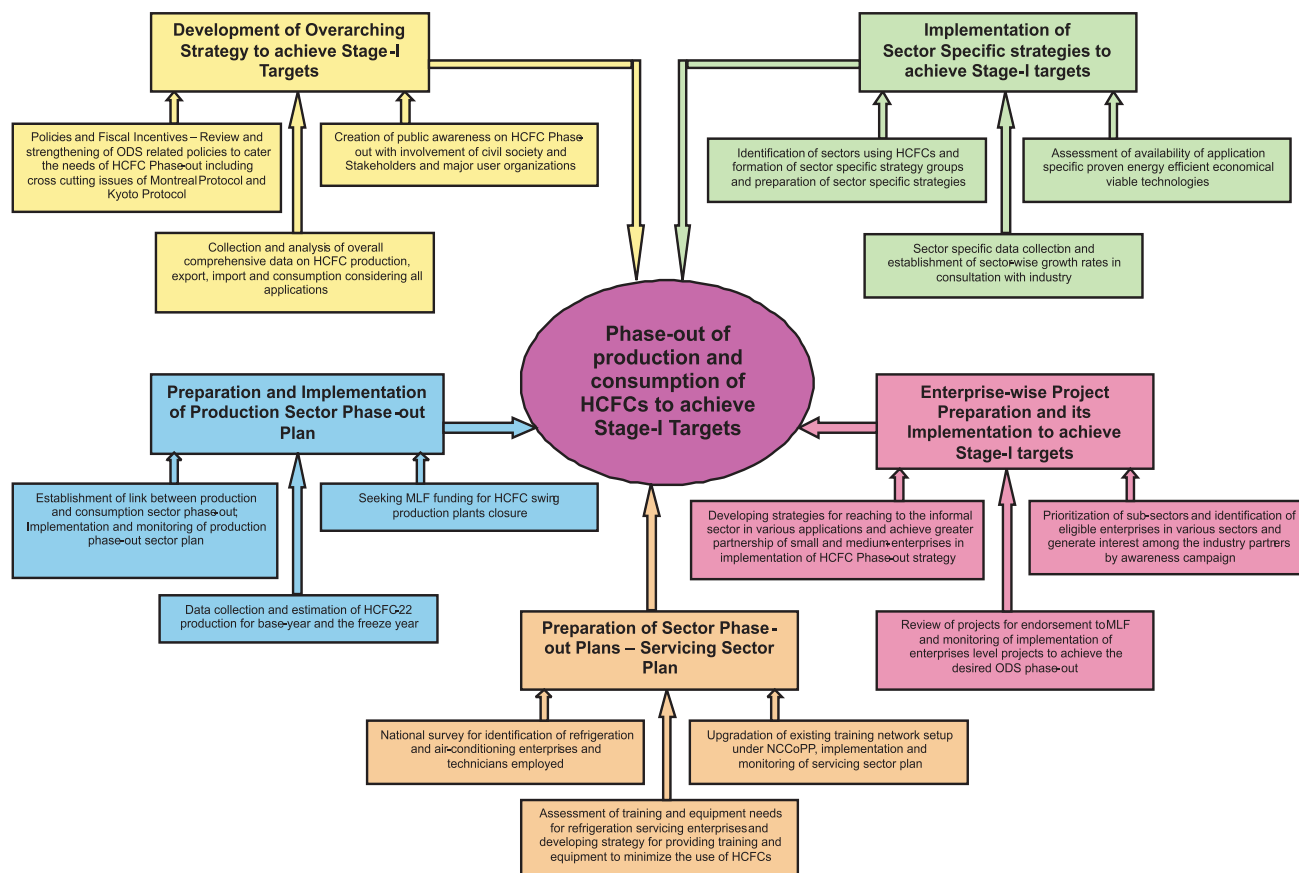 Development of Overarching
Strategy to achieve Stage-I
Targets
Policies and Fiscal Incentives – Review and
strengthening of ODS related policies to cater
the needs of HCFC Phase-out including
cross cutting issues of Montreal Protocol and
Kyoto Protocol
Creation of public awareness on HCFC Phase-
out with involvement of civil society and
Stakeholders and major user organizations
Collection and analysis of overall
comprehensive data on HCFC production,
export, import and consumption considering all
applications
Implementation of
Sector Specific strategies to
achieve Stage-I targets
Identification of sectors using HCFCs and
formation of sector specific strategy groups
and preparation of sector specific strategies
Assessment of availability of application
specific proven energy efficient economical
viable technologies
Sector specific data collection and
establishment of sector-wise growth rates in
consultation with industry
Phase-out of
production and
consumption of
HCFCs to achieve
Stage-I Targets
Preparation and Implementation
of Production Sector Phase-out
Plan
Establishment of link between production
and consumption sector phase-out;
Implementation and monitoring of production
phase-out sector plan
Seeking MLF funding for HCFC swing
production plants closure
Data collection and estimation of HCFC-22
production for base-year and the freeze year
Enterprise-wise Project
Preparation and its
Implementation to achieve
Stage-I targets
Developing strategies for reaching to the informal
sector in various applications and achieve greater
partnership of small and medium-enterprises in
implementation of HCFC Phase-out strategy
Prioritization of sub-sectors and identification of
eligible enterprises in various sectors and
generate interest among the industry partners
by awareness campaign
Review of projects for endorsement to MLF
and monitoring of implementation of
enterprises level projects to achieve the
desired ODS phase-out
Preparation of Sector Phase-
out Plans – Servicing Sector
Plan
National survey for identification of refrigeration
and air-conditioning enterprises and
technicians employed
Upgradation of existing training network setup
under NCCoPP, implementation and
monitoring of servicing sector plan
Assessment of training and equipment needs
for refrigeration servicing enterprises and
developing strategy for providing training and
equipment to minimize the use of HCFCs